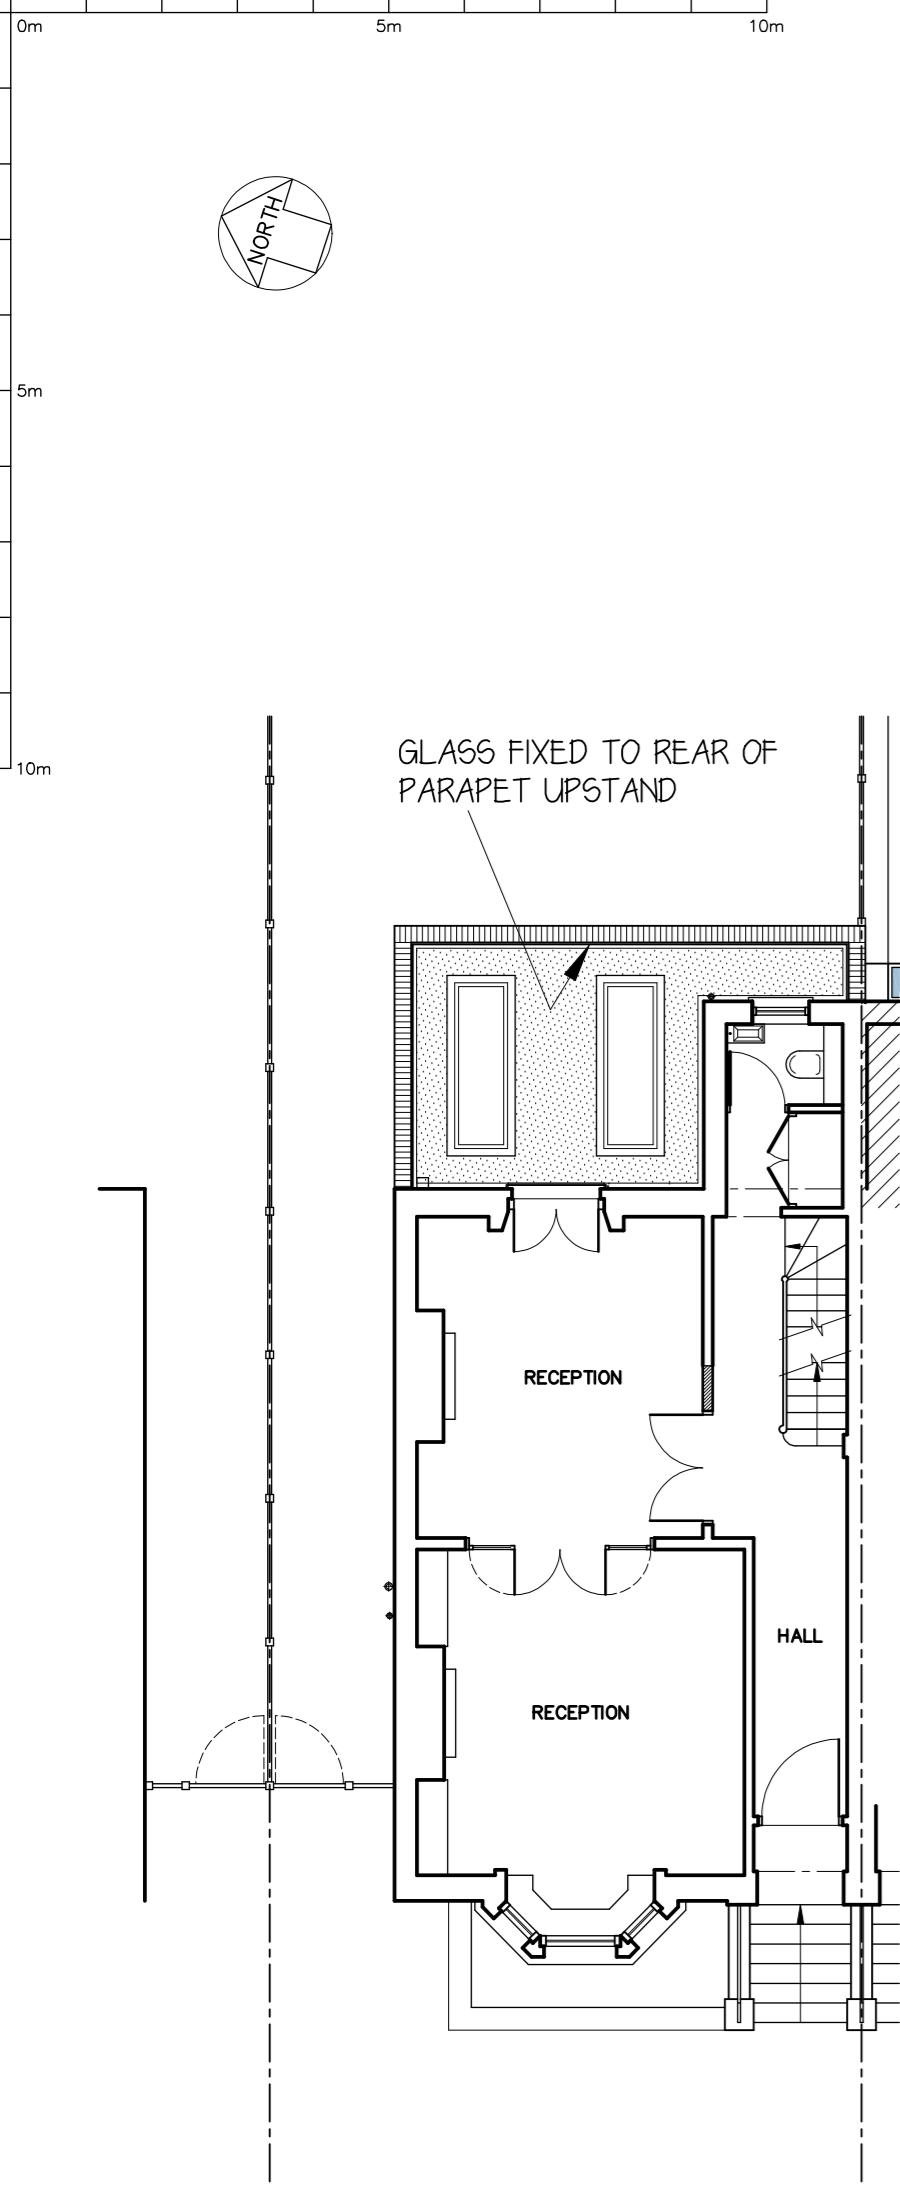 0m
5m
10m
NORTH
5m
10m
GLASS FIXED TO REAR OF
PARAPET UPSTAND
RECEPTION
HALL
RECEPTION